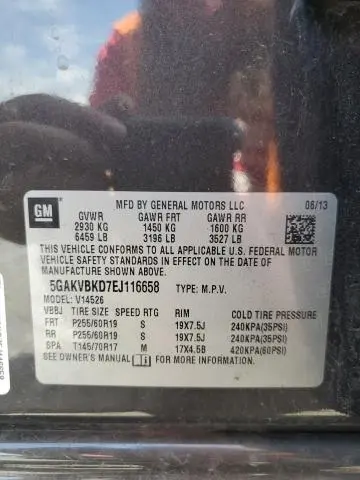 GM
MFD BY GENERAL MOTORS LLC 06/13
GVWR GAWR FRT GAWR RR
2930 KG 1450 KG 1600 KG
6459 LB 3196 LB 3527 LB
THIS VEHICLE CONFORMS TO ALL APPLICABLE U.S. FEDERAL MOTOR
VEHICLE SAFETY STANDARDS IN EFFECT ON THE DATE OF
MANUFACTURE SHOWN ABOVE.
5GAKVBKD7EJ116658 TYPE: M.P.V.
MODEL: V14526
VBBJ TIRE SIZE SPEED RTG RIM COLD TIRE PRESSURE
FRT P255/60R19 S 19X7.5J 240KPA(35PSI)
RR P255/60R19 S 19X7.5J 240KPA(35PSI)
SPA T145/70R17 M 17X4.5B 420KPA(60PSI)
SEE OWNER'S MANUAL FOR MORE INFORMATION.